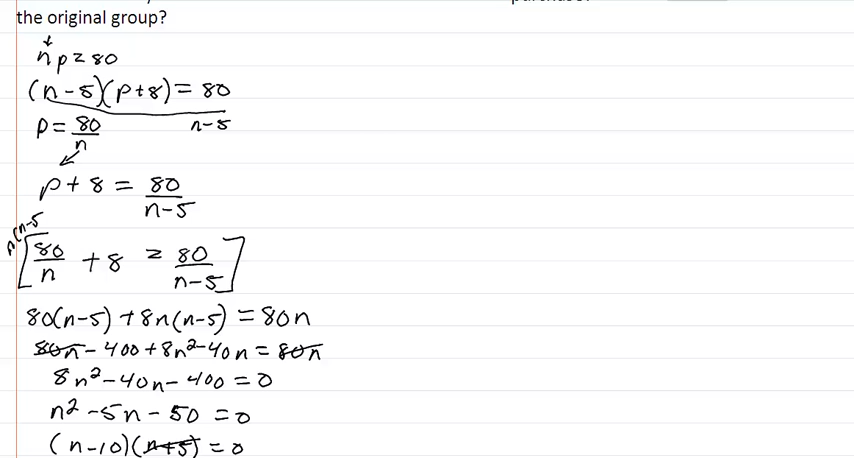 the original group?
↓
n p = 80
(n-5)(p+8) = 80
p = 80/n n-5
p + 8 = 80/(n-5)
n(n-5
[80/n + 8 = 80/(n-5)]
80(n-5) + 8n(n-5) = 80n
80n - 400 + 8n² - 40n = 80n
8n² - 40n - 400 = 0
n² - 5n - 50 = 0
(n-10)(n+5) = 0